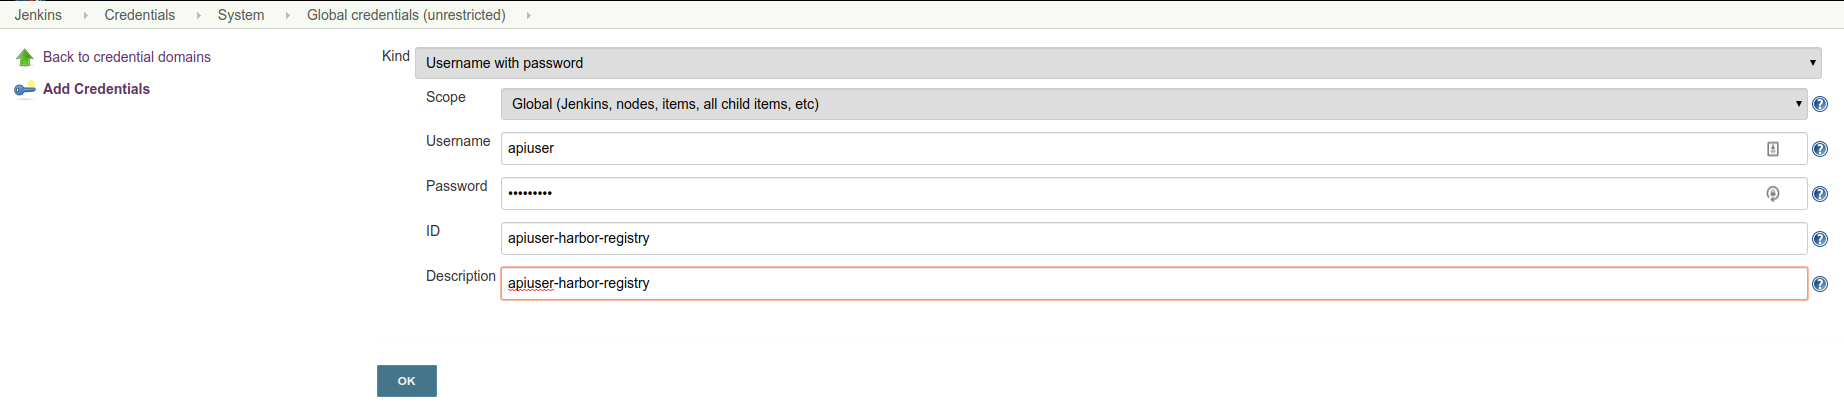 Jenkins Credentials System Global credentials (unrestricted)
Back to credential domains
Add Credentials
Kind Username with password
Scope Global (Jenkins, nodes, items, all child items, etc)
Username apiuser
Password •••••••••
ID apiuser-harbor-registry
Description apiuser-harbor-registry
OK